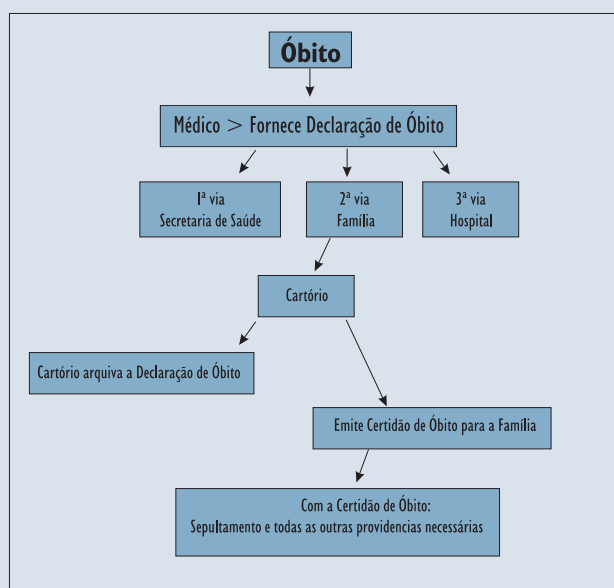 Óbito
Médico > Fornece Declaração de Óbito
1ª via
Secretaria de Saúde
2ª via
Família
3ª via
Hospital
Cartório
Cartório arquiva a Declaração de Óbito
Emite Certidão de Óbito para a Família
Com a Certidão de Óbito:
Sepultamento e todas as outras providencias necessárias